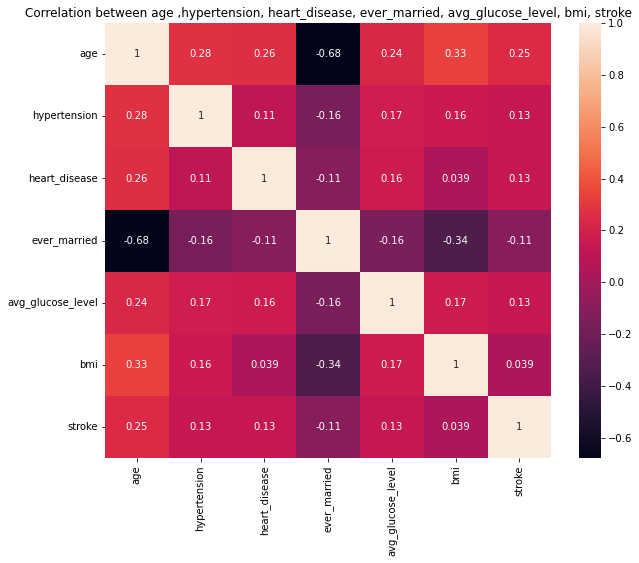 Correlation between age ,hypertension, heart_disease, ever_married, avg_glucose_level, bmi, stroke
age 1 0.28 0.26 -0.68 0.24 0.33 0.25
hypertension 0.28 1 0.11 -0.16 0.17 0.16 0.13
heart_disease 0.26 0.11 1 -0.11 0.16 0.039 0.13
ever_married -0.68 -0.16 -0.11 1 -0.16 -0.34 -0.11
avg_glucose_level 0.24 0.17 0.16 -0.16 1 0.17 0.13
bmi 0.33 0.16 0.039 -0.34 0.17 1 0.039
stroke 0.25 0.13 0.13 -0.11 0.13 0.039 1
age hypertension heart_disease ever_married avg_glucose_level bmi stroke
1.0
0.8
0.6
0.4
0.2
0.0
−0.2
−0.4
−0.6